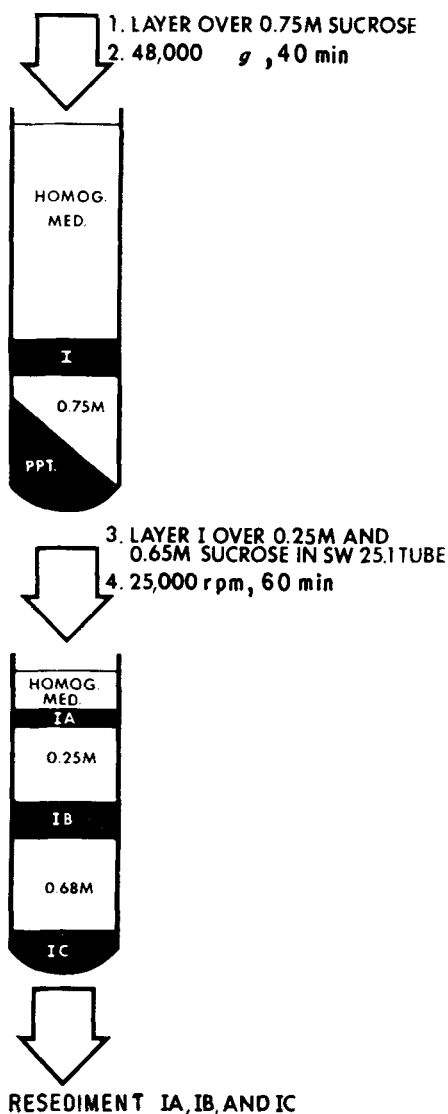 1. LAYER OVER 0.75M SUCROSE
2. 48,000 g, 40 min
HOMOG.
MED.
I
0.75M
PPT.
3. LAYER I OVER 0.25M AND
0.65M SUCROSE IN SW 25.1 TUBE
4. 25,000 rpm, 60 min
HOMOG.
MED.
IA
0.25M
IB
0.68M
IC
RESEDIMENT IA, IB, AND IC